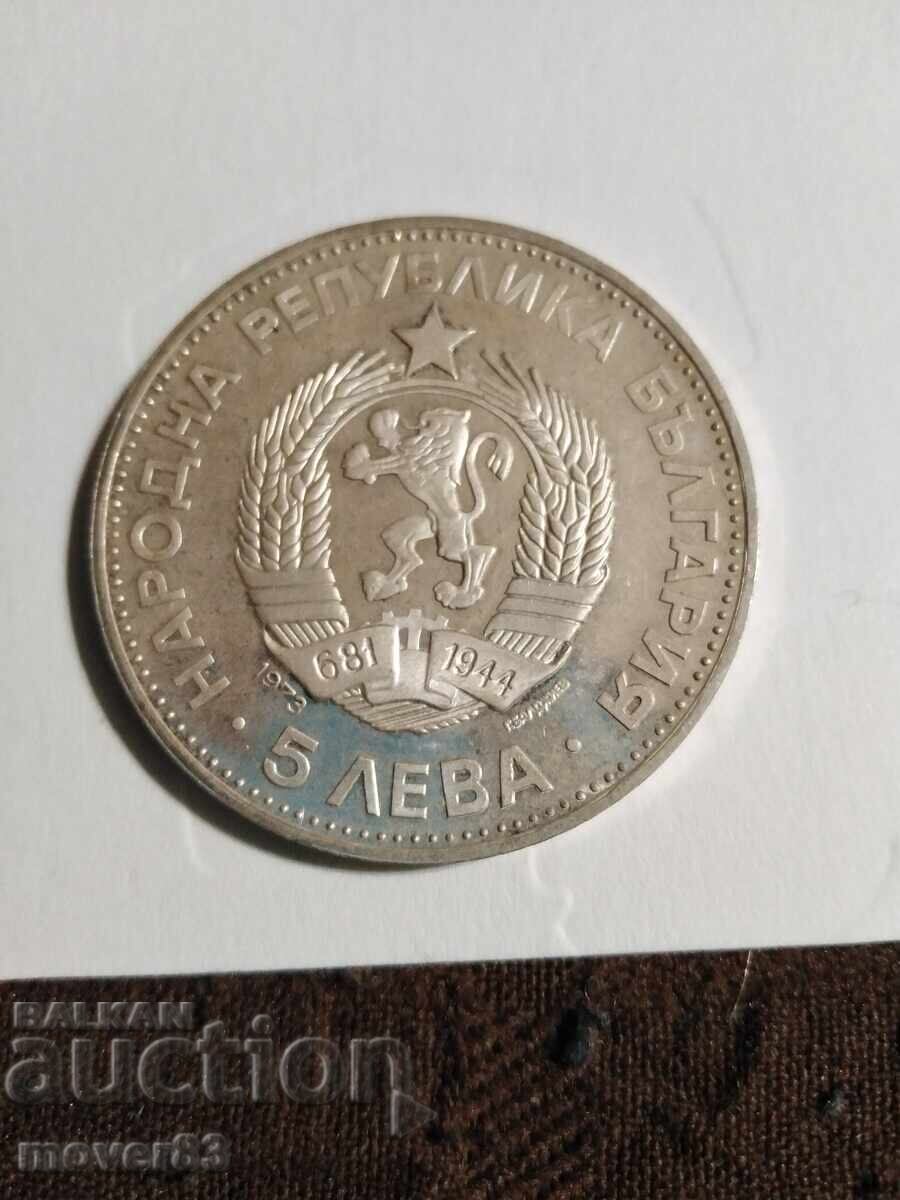 · НАРОДНА РЕПУБЛИКА БЪЛГАРИЯ ·
681 1944
1973
5 ЛЕВА
BALKAN
auction
mover83